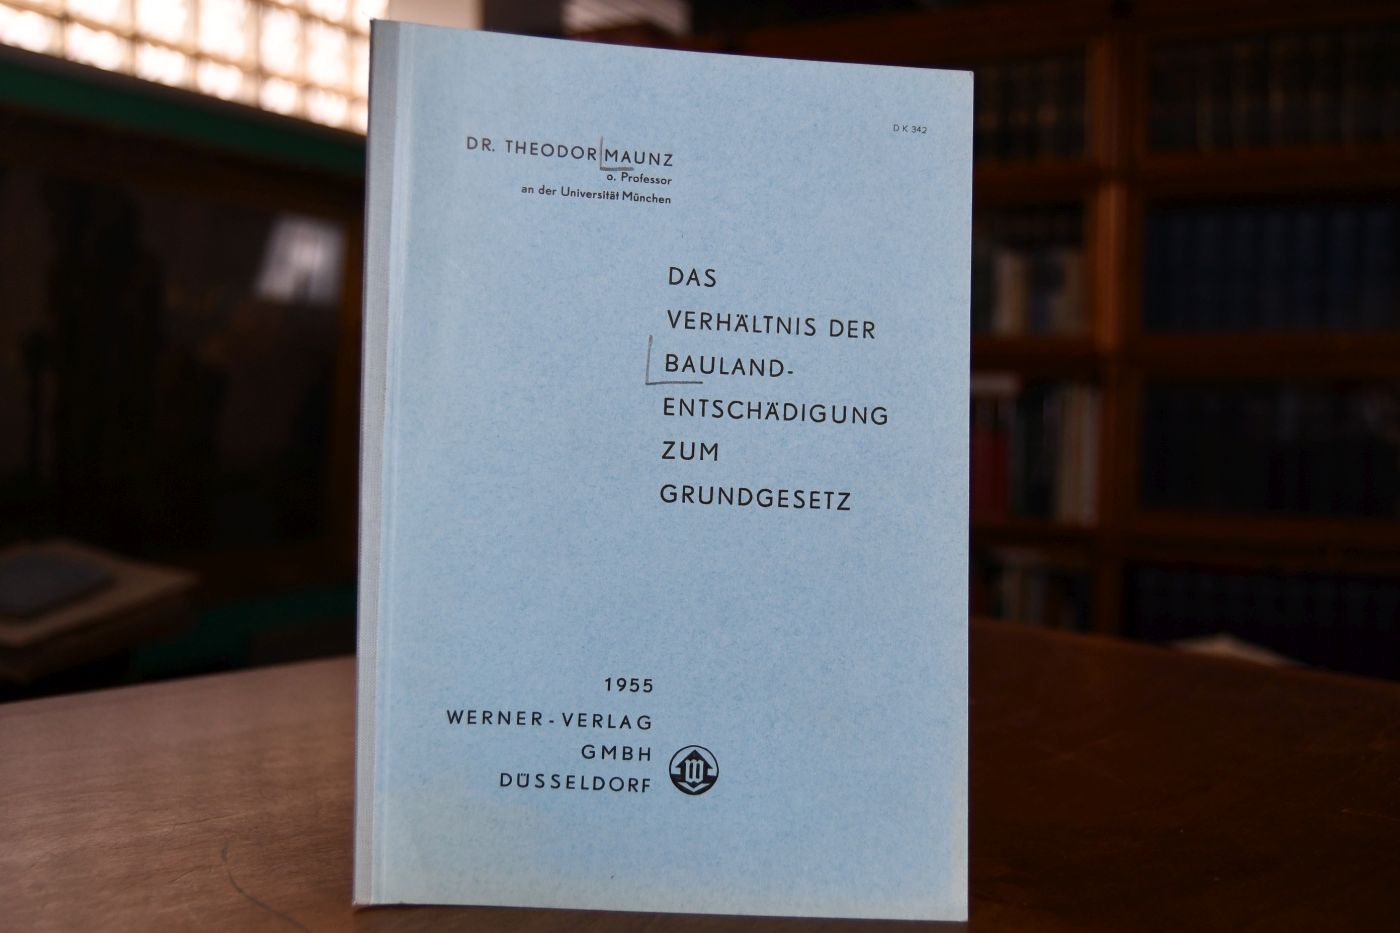 DK 342
DR. THEODOR MAUNZ
o. Professor
an der Universität München
DAS
VERHÄLTNIS DER
BAULAND-
ENTSCHÄDIGUNG
ZUM
GRUNDGESETZ
1955
WERNER-VERLAG
GMBH
DÜSSELDORF
W